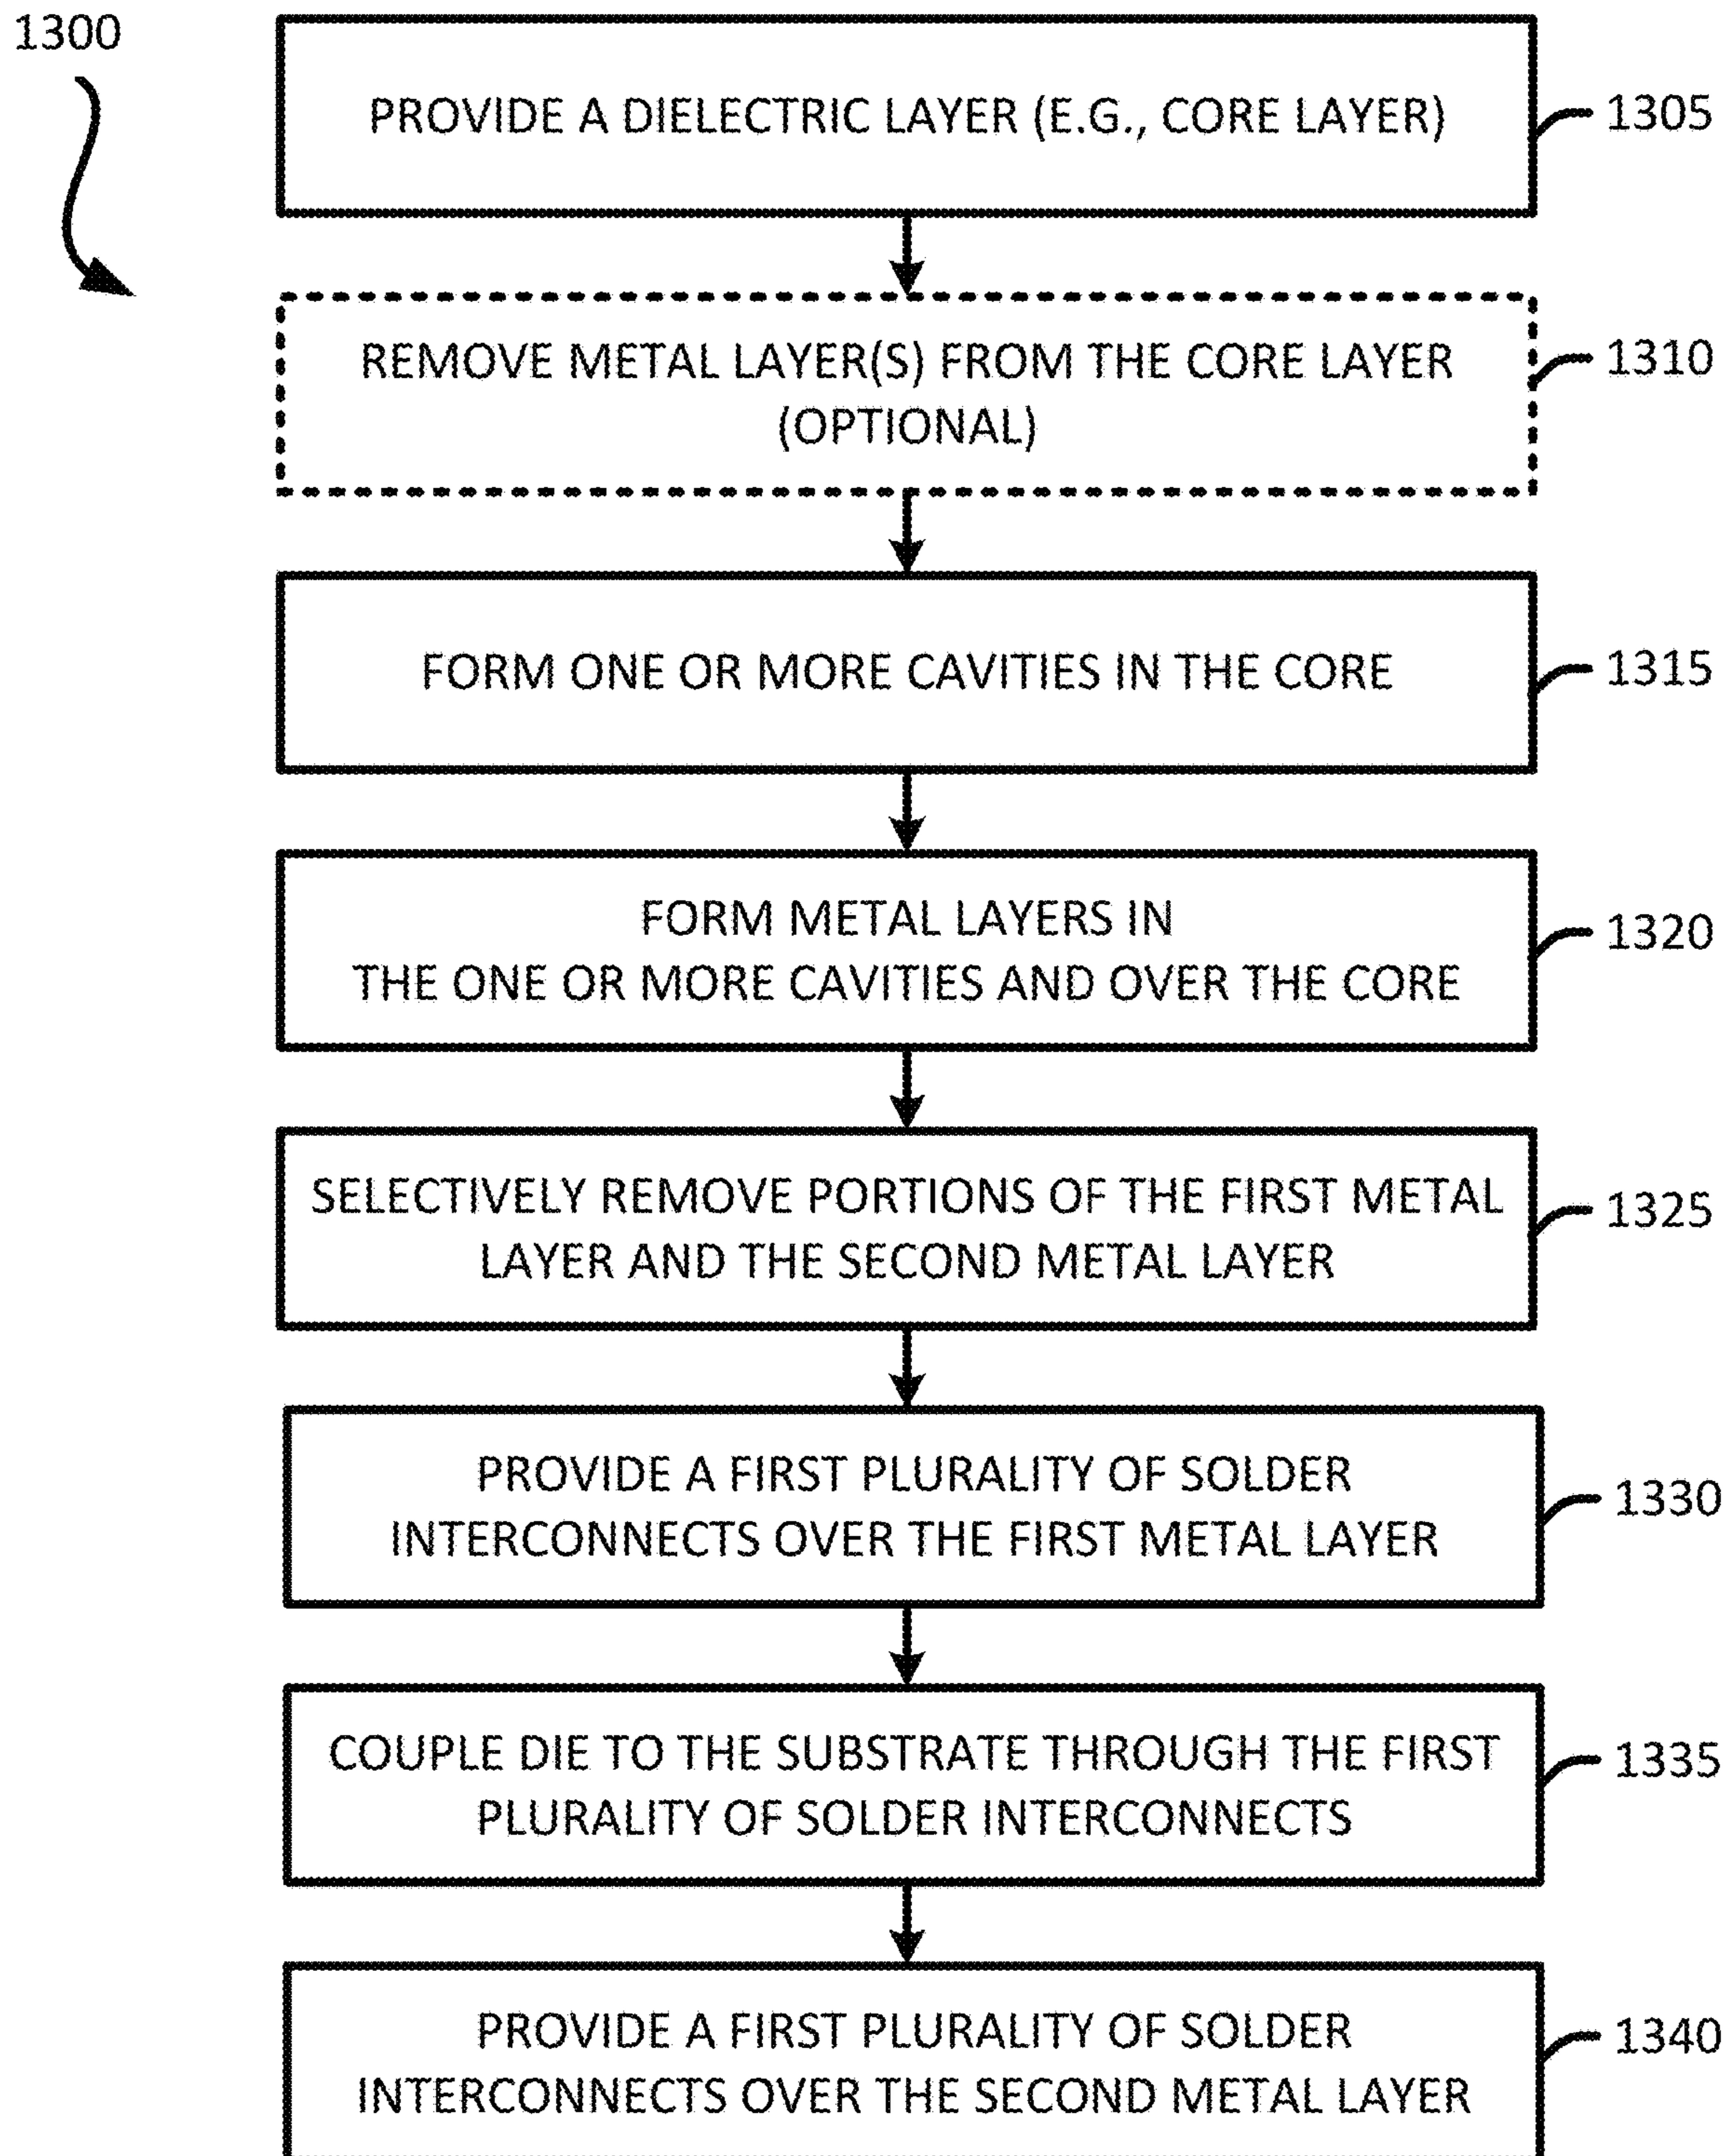 1300
PROVIDE A DIELECTRIC LAYER (E.G., CORE LAYER)
1305
REMOVE METAL LAYER(S) FROM THE CORE LAYER
(OPTIONAL)
1310
FORM ONE OR MORE CAVITIES IN THE CORE
1315
FORM METAL LAYERS IN
THE ONE OR MORE CAVITIES AND OVER THE CORE
1320
SELECTIVELY REMOVE PORTIONS OF THE FIRST METAL
LAYER AND THE SECOND METAL LAYER
1325
PROVIDE A FIRST PLURALITY OF SOLDER
INTERCONNECTS OVER THE FIRST METAL LAYER
1330
COUPLE DIE TO THE SUBSTRATE THROUGH THE FIRST
PLURALITY OF SOLDER INTERCONNECTS
1335
PROVIDE A FIRST PLURALITY OF SOLDER
INTERCONNECTS OVER THE SECOND METAL LAYER
1340